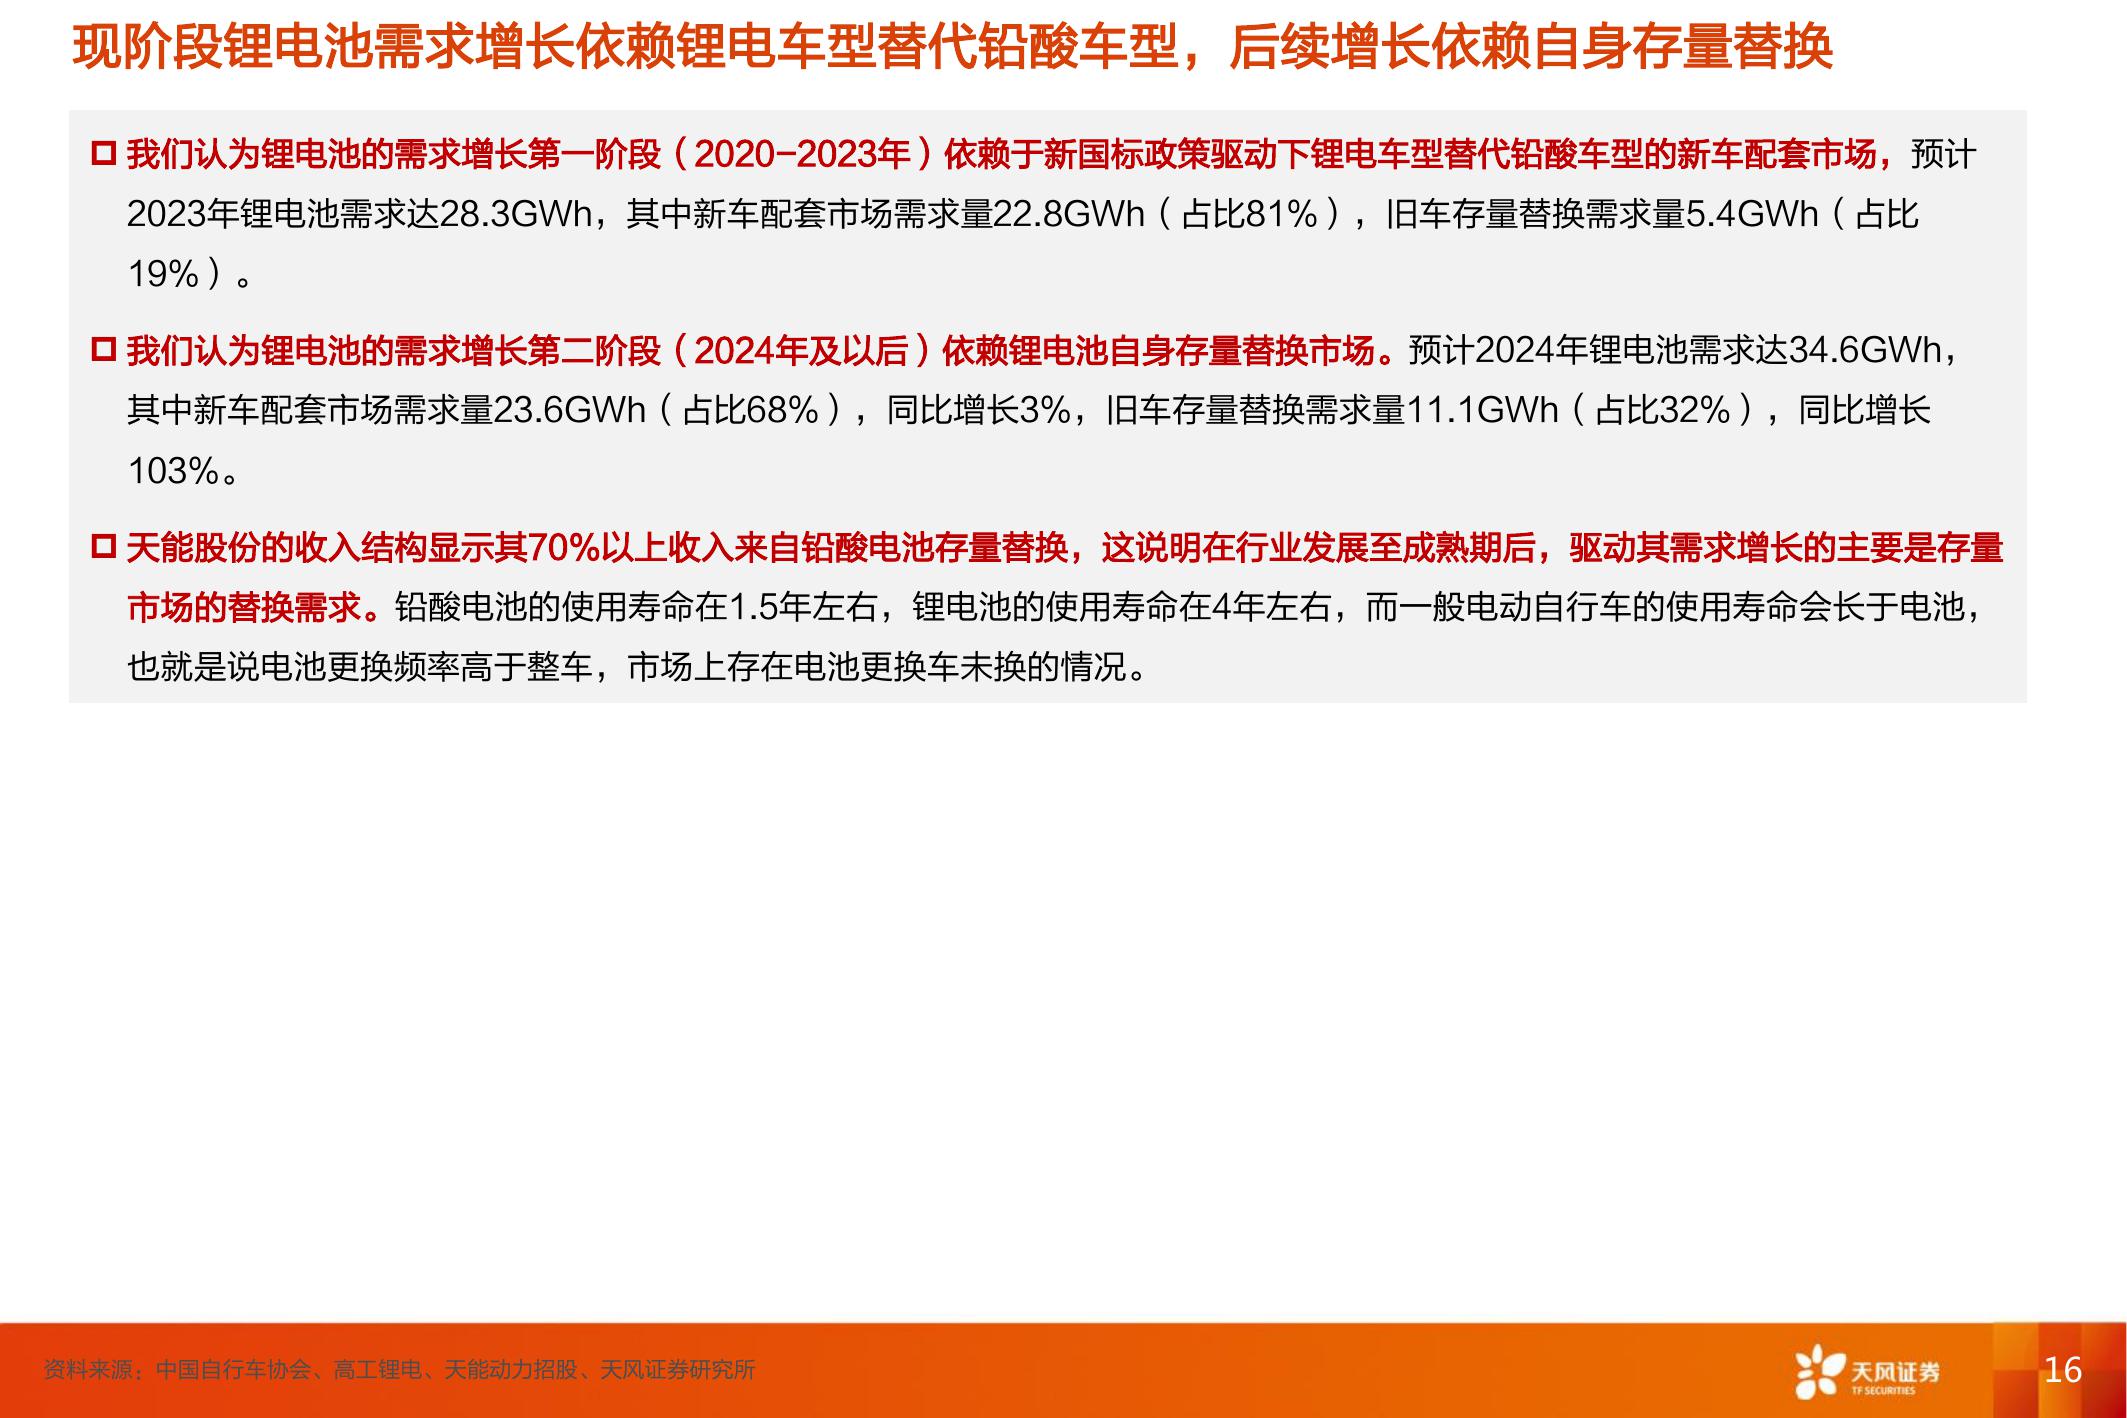 现阶段锂电池需求增长依赖锂电车型替代铅酸车型，后续增长依赖自身存量替换
我们认为锂电池的需求增长第一阶段（2020-2023年）依赖于新国标政策驱动下锂电车型替代铅酸车型的新车配套市场，预计
2023年锂电池需求达28.3GWh，其中新车配套市场需求量22.8GWh（占比81%），旧车存量替换需求量5.4GWh（占比
19%）。
我们认为锂电池的需求增长第二阶段（2024年及以后）依赖锂电池自身存量替换市场。预计2024年锂电池需求达34.6GWh，
其中新车配套市场需求量23.6GWh（占比68%），同比增长3%，旧车存量替换需求量11.1GWh（占比32%），同比增长
103%。
天能股份的收入结构显示其70%以上收入来自铅酸电池存量替换，这说明在行业发展至成熟期后，驱动其需求增长的主要是存量
市场的替换需求。铅酸电池的使用寿命在1.5年左右，锂电池的使用寿命在4年左右，而一般电动自行车的使用寿命会长于电池，
也就是说电池更换频率高于整车，市场上存在电池更换车未换的情况。
资料来源：中国自行车协会、高工锂电、天能动力招股、天风证券研究所
天风证券
TF SECURITIES
16